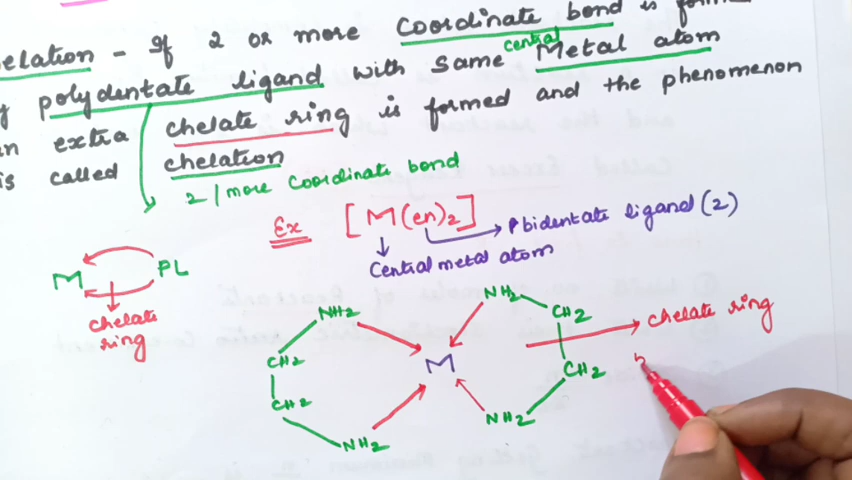 elation - If 2 or more coordinate bond is form
polydentate ligand with same central Metal atom
n extra chelate ring is formed and the phenomenon
is called chelation
2/more coordinate bond
Ex [M(en)2]
bidentate ligand (2)
Central metal atom
M PL
chelate
ring
NH2 NH2
CH2 CH2
M
chelate ring
CH2 CH2
NH2 NH2